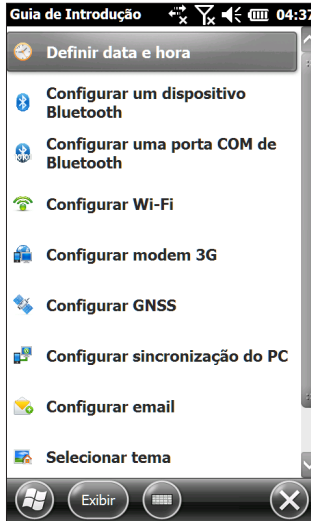 Guia de Introdução 04:37
Definir data e hora
Configurar um dispositivo
Bluetooth
Configurar uma porta COM de
Bluetooth
Configurar Wi-Fi
Configurar modem 3G
Configurar GNSS
Configurar sincronização do PC
Configurar email
Selecionar tema
Exibir